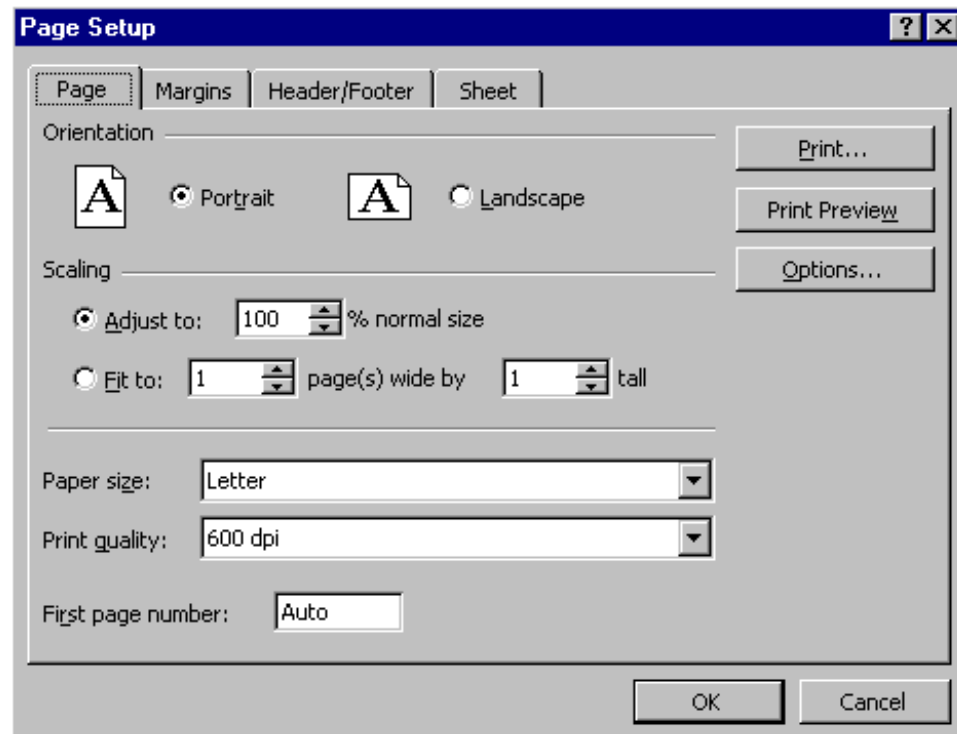 Page Setup ?
Page Margins Header/Footer Sheet
Orientation
Print...
A Portrait A Landscape
Print Preview
Scaling
Options...
Adjust to: 100 % normal size
Fit to: 1 page(s) wide by 1 tall
Paper size: Letter
Print quality: 600 dpi
First page number: Auto
OK Cancel